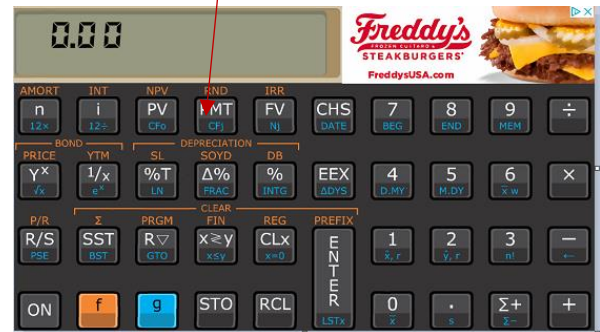 0.00
Freddy's
FROZEN CUSTARD &
STEAKBURGERS
FreddysUSA.com
AMORT INT NPV RND IRR
n i PV PMT FV CHS 7 8 9 ÷
12× 12÷ CFo CFj Nj DATE BEG END MEM
BOND DEPRECIATION
PRICE YTM SL SOYD DB
Yˣ 1/x %T Δ% % EEX 4 5 6 ×
√x eˣ LN FRAC INTG ΔDYS D.MY M.DY x̄ w
CLEAR
P/R Σ PRGM FIN REG PREFIX
R/S SST R▽ x≷y CLx ENTER 1 2 3 −
PSE BST GTO x≤y x=0 x̂, r ŷ, r n! ←
ON f g STO RCL 0 . Σ+ +
LSTx x̄ s Σ−